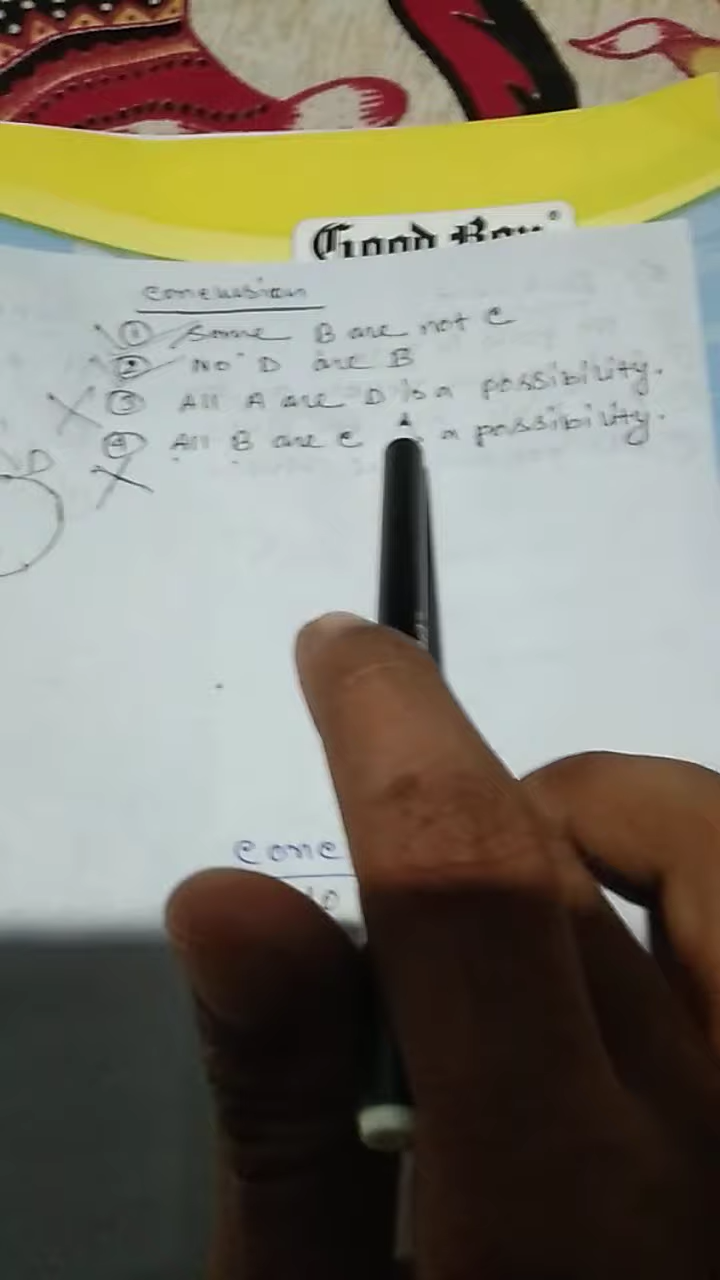 Good Boy
Conclusion
① Some B are not C
② No D are B
③ All A are D is a possibility.
④ All B are C a possibility.
D
Conc